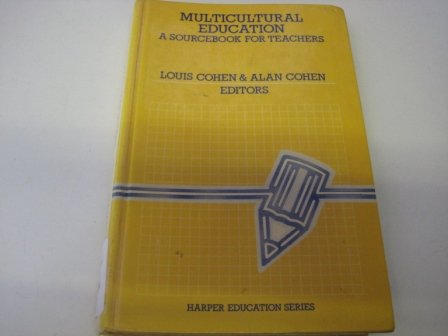 MULTICULTURAL
EDUCATION
A SOURCEBOOK FOR TEACHERS
LOUIS COHEN & ALAN COHEN
EDITORS
HARPER EDUCATION SERIES